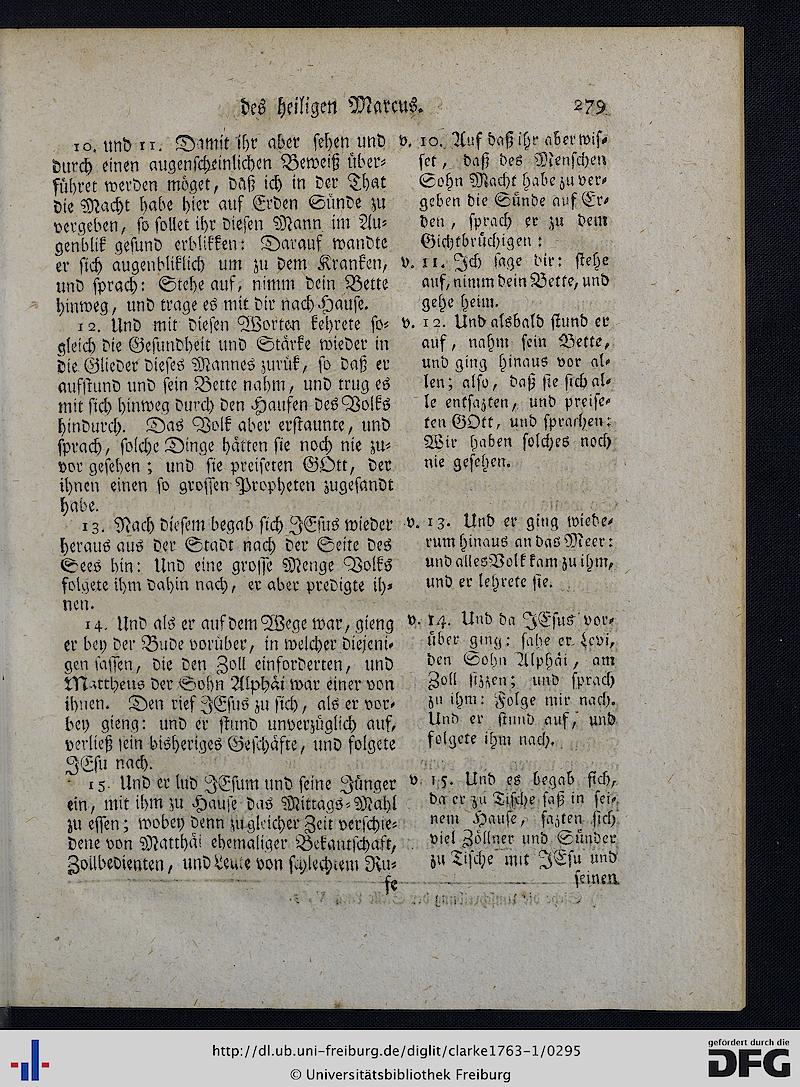 des heiligen Marcus.
279
10. und 11. Damit ihr aber sehen und
durch einen augenscheinlichen Beweiß über-
führet werden möget, daß ich in der That
die Macht habe hier auf Erden Sünde zu
vergeben, so sollet ihr diesen Mann im Au-
genblik gesund erblikken: Darauf wandte
er sich augenbliklich um zu dem Kranken,
und sprach: Stehe auf, nimm dein Bette
hinweg, und trage es mit dir nach Hause.
12. Und mit diesen Worten kehrete so-
gleich die Gesundheit und Stärke wieder in
die Glieder dieses Mannes zurük, so daß er
aufstund und sein Bette nahm, und trug es
mit sich hinweg durch den Haufen des Volks
hindurch. Das Volk aber erstaunte, und
sprach, solche Dinge hätten sie noch nie zu-
vor gesehen; und sie preiseten GOtt, der
ihnen einen so grossen Propheten zugesandt
habe.
13. Nach diesem begab sich JEsus wieder
heraus aus der Stadt nach der Seite des
Sees hin: Und eine grosse Menge Volks
folgete ihm dahin nach, er aber predigte ih-
nen.
14. Und als er auf dem Wege war, gieng
er bey der Bude vorüber, in welcher diejeni-
gen sassen, die den Zoll einforderten, und
Mattheus der Sohn Alphäi war einer von
ihnen. Den rief JEsus zu sich, als er vor-
bey gieng: und er stund unverzüglich auf,
verließ sein bisheriges Geschäfte, und folgete
JEsu nach.
15. Und er lud JEsum und seine Jünger
ein, mit ihm zu Hause das Mittags-Mahl
zu essen; wobey denn zugleicher Zeit verschie-
dene von Matthäi ehemaliger Bekantschaft,
Zollbedienten, und Leute von schlechtem Ru-
fe
v. 10. Auf daß ihr aber wis-
set, daß des Menschen
Sohn Macht habe zu ver-
geben die Sünde auf Er-
den, sprach er zu dem
Gichtbrüchigen:
v. 11. Ich sage dir: stehe
auf, nimm dein Bette, und
gehe heim.
v. 12. Und alsbald stund er
auf, nahm sein Bette,
und ging hinaus vor al-
len; also, daß sie sich al-
le entsazten, und preise-
ten GOtt, und sprachen:
Wir haben solches noch
nie gesehen.
v. 13. Und er ging wiede-
rum hinaus an das Meer:
und alles Volk kam zu ihm,
und er lehrete sie.
v. 14. Und da JEsus vor-
über ging: sahe er Levi,
den Sohn Alphäi, am
Zoll sizzen; und sprach
zu ihm: Folge mir nach.
Und er stund auf, und
folgete ihm nach.
v. 15. Und es begab sich,
da er zu Tische saß in sei-
nem Hause, sazten sich
viel Zöllner und Sünder
zu Tische mit JEsu und
seinen
http://dl.ub.uni-freiburg.de/diglit/clarke1763-1/0295
© Universitätsbibliothek Freiburg
gefördert durch die
DFG